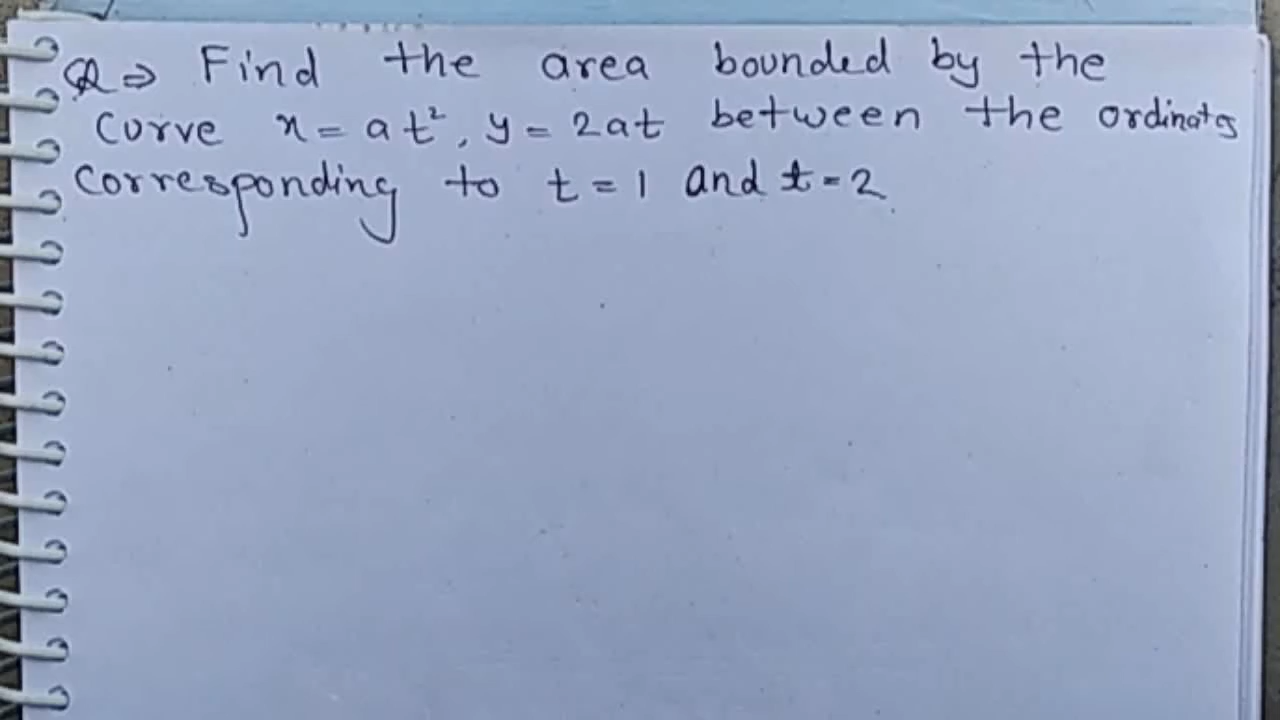 Q ⇒ Find the area bounded by the
curve x = at², y = 2at between the ordinates
corresponding to t = 1 and t = 2